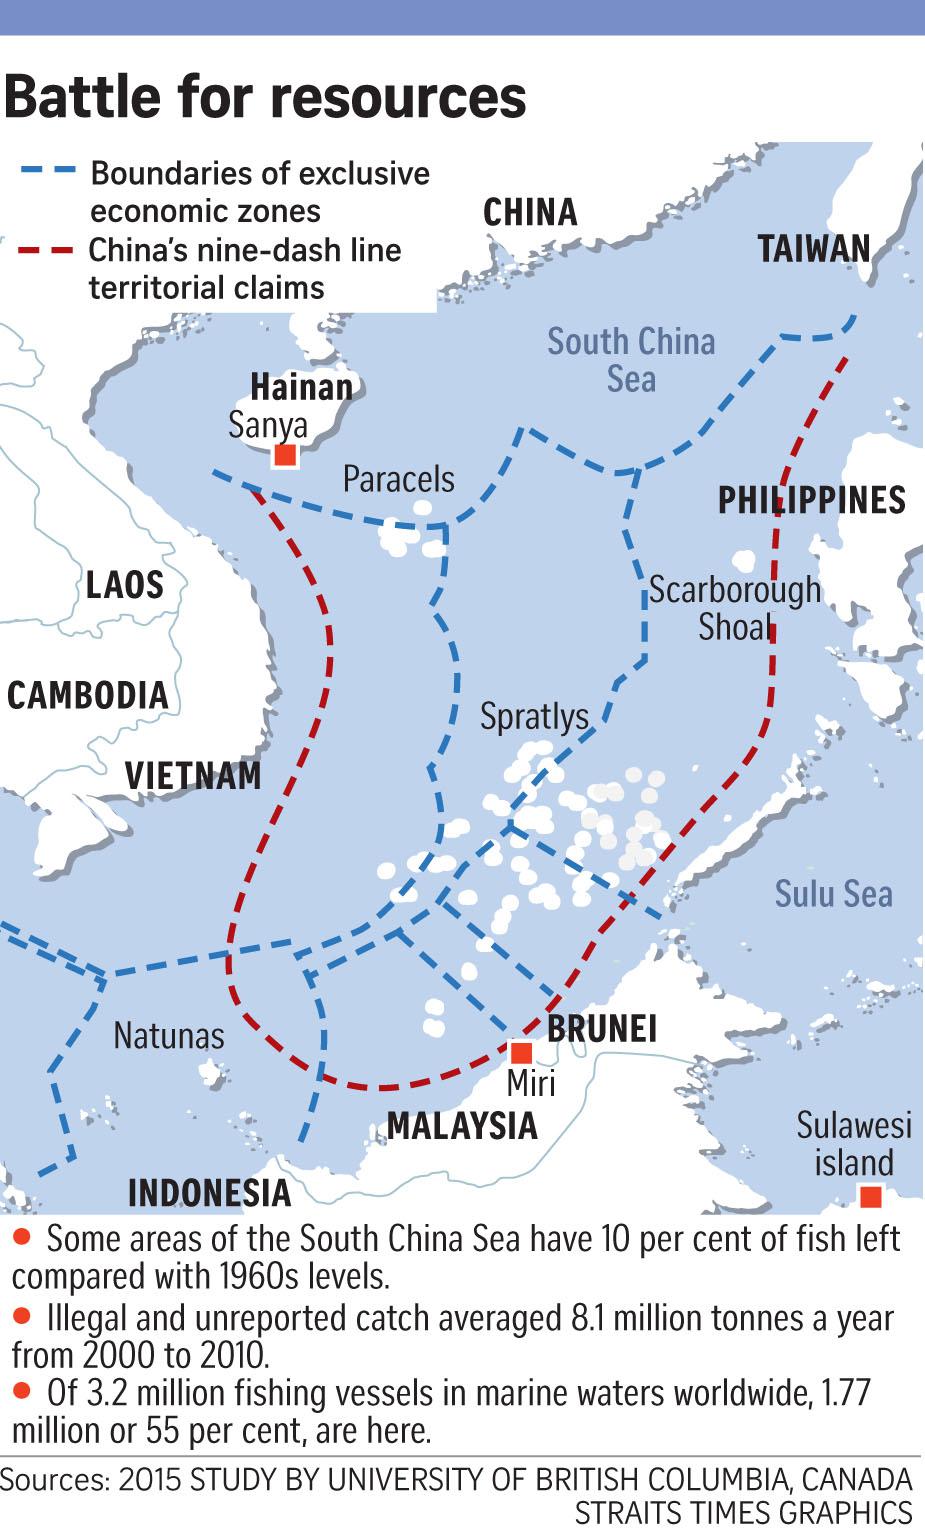 Battle for resources
Boundaries of exclusive
economic zones
China's nine-dash line
territorial claims
CHINA
TAIWAN
South China
Sea
Hainan
Sanya
Paracels
PHILIPPINES
LAOS
Scarborough
Shoal
CAMBODIA
Spratlys
VIETNAM
Sulu Sea
Natunas
BRUNEI
Miri
MALAYSIA
Sulawesi
island
INDONESIA
● Some areas of the South China Sea have 10 per cent of fish left
compared with 1960s levels.
● Illegal and unreported catch averaged 8.1 million tonnes a year
from 2000 to 2010.
● Of 3.2 million fishing vessels in marine waters worldwide, 1.77
million or 55 per cent, are here.
Sources: 2015 STUDY BY UNIVERSITY OF BRITISH COLUMBIA, CANADA
STRAITS TIMES GRAPHICS